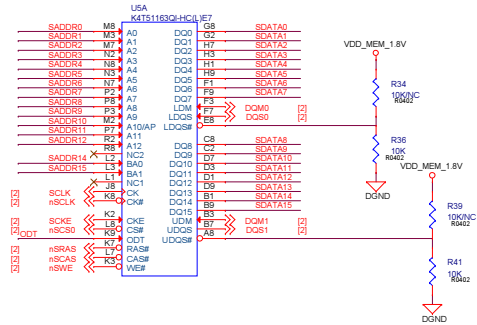 U5A
K4T51163QI-HC(L)E7
SADDR0 M8 A0 DQ0 G8 SDATA0
SADDR1 M3 A1 DQ1 G2 SDATA1
SADDR2 M7 A2 DQ2 H7 SDATA2
SADDR3 N2 A3 DQ3 H3 SDATA3
SADDR4 N8 A4 DQ4 H1 SDATA4
SADDR5 N3 A5 DQ5 H9 SDATA5
SADDR6 N7 A6 DQ6 F1 SDATA6
SADDR7 P2 A7 DQ7 F9 SDATA7
SADDR8 P8 A8 LDM F3 DQM0 [2]
SADDR9 P3 A9 LDQS F7 DQS0 [2]
SADDR10 M2 A10/AP LDQS# E8
SADDR11 P7 A11
SADDR12 R2 A12 DQ8 C8 SDATA8
R8 NC2 DQ9 C2 SDATA9
SADDR14 L2 BA0 DQ10 D7 SDATA10
SADDR15 L3 BA1 DQ11 D3 SDATA11
L1 NC1 DQ12 D1 SDATA12
[2] SCLK J8 CK DQ13 D9 SDATA13
[2] nSCLK K8 CK# DQ14 B1 SDATA14
DQ15 B9 SDATA15
[2] SCKE K2 CKE UDM B3 DQM1 [2]
[2] nSCS0 L8 CS# UDQS B7 DQS1 [2]
ODT K9 ODT UDQS# A8
[2] nSRAS K7 RAS#
[2] nSCAS L7 CAS#
[2] nSWE K3 WE#
VDD_MEM_1.8V
R34
10K/NC
R0402
R36
10K
R0402
DGND
VDD_MEM_1.8V
R39
10K/NC
R0402
R41
10K
R0402
DGND